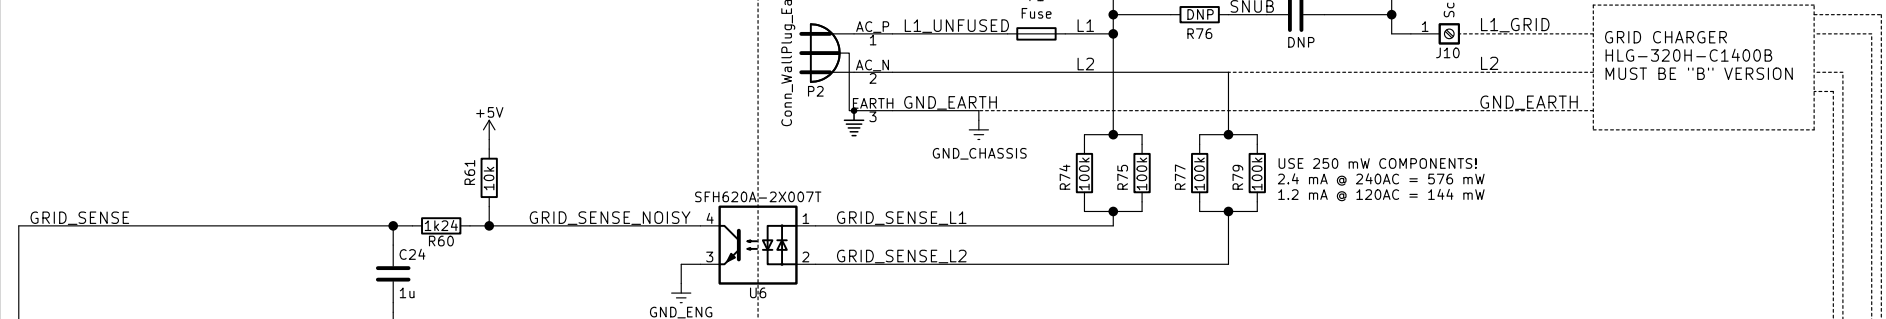 Fuse
SNUB
DNP
R76
DNP
Sc
Conn_WallPlug_Ea
AC_P
1
L1_UNFUSED
L1
1
J10
L1_GRID
AC_N
2
L2
L2
P2
EARTH
3
GND_EARTH
GND_EARTH
GND_CHASSIS
GRID CHARGER
HLG-320H-C1400B
MUST BE "B" VERSION
+5V
R61
10k
R74
100k
R75
100k
R77
100k
R79
100k
USE 250 mW COMPONENTS!
2.4 mA @ 240AC = 576 mW
1.2 mA @ 120AC = 144 mW
SFH620A-2X007T
GRID_SENSE
1k24
R60
GRID_SENSE_NOISY
4
1
GRID_SENSE_L1
C24
1u
3
2
GRID_SENSE_L2
U6
GND_ENG